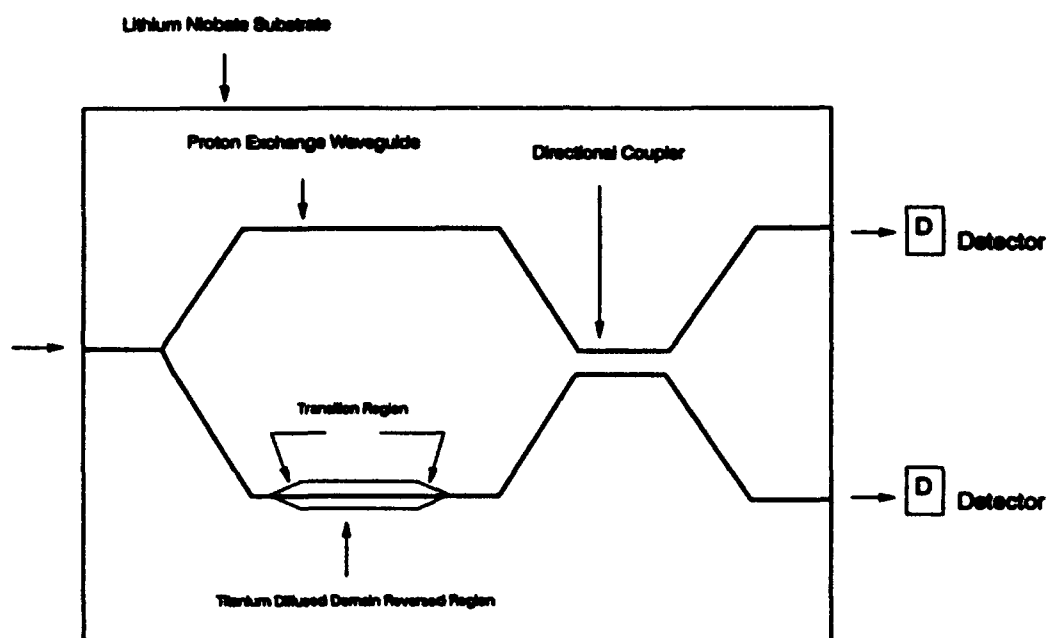 Lithium Niobate Substrate
Proton Exchange Waveguide
Directional Coupler
D
Detector
Transition Region
D
Detector
Titanium Diffused Domain Reversed Region